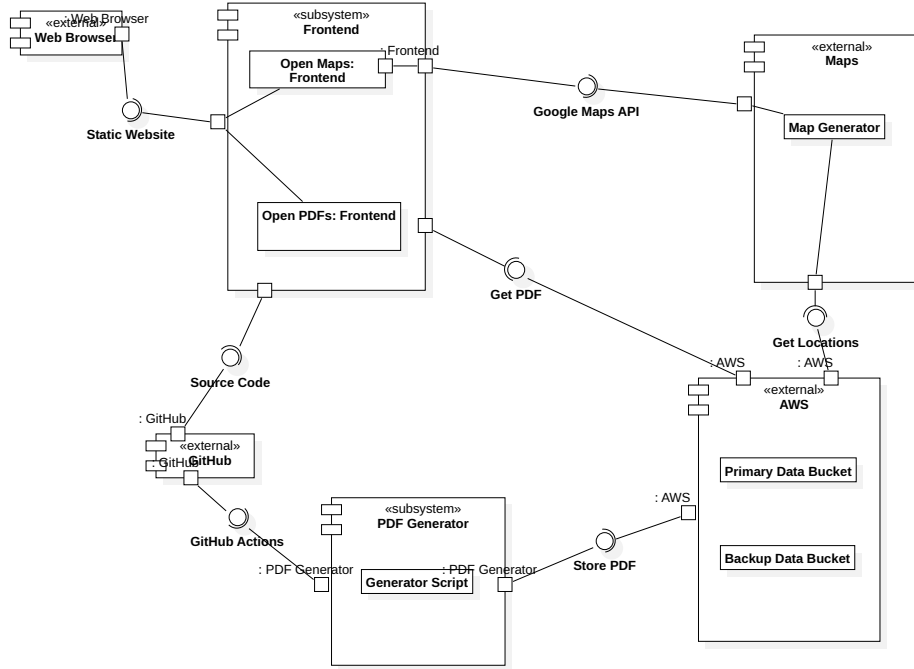 : Web Browser
«external»
Web Browser
Static Website
«subsystem»
Frontend
Open Maps:
Frontend
: Frontend
Open PDFs: Frontend
Google Maps API
«external»
Maps
Map Generator
Get PDF
Get Locations
Source Code
: GitHub
«external»
GitHub
: GitHub
GitHub Actions
: AWS
: AWS
«external»
AWS
Primary Data Bucket
Backup Data Bucket
: AWS
«subsystem»
PDF Generator
: PDF Generator
Generator Script
: PDF Generator
Store PDF